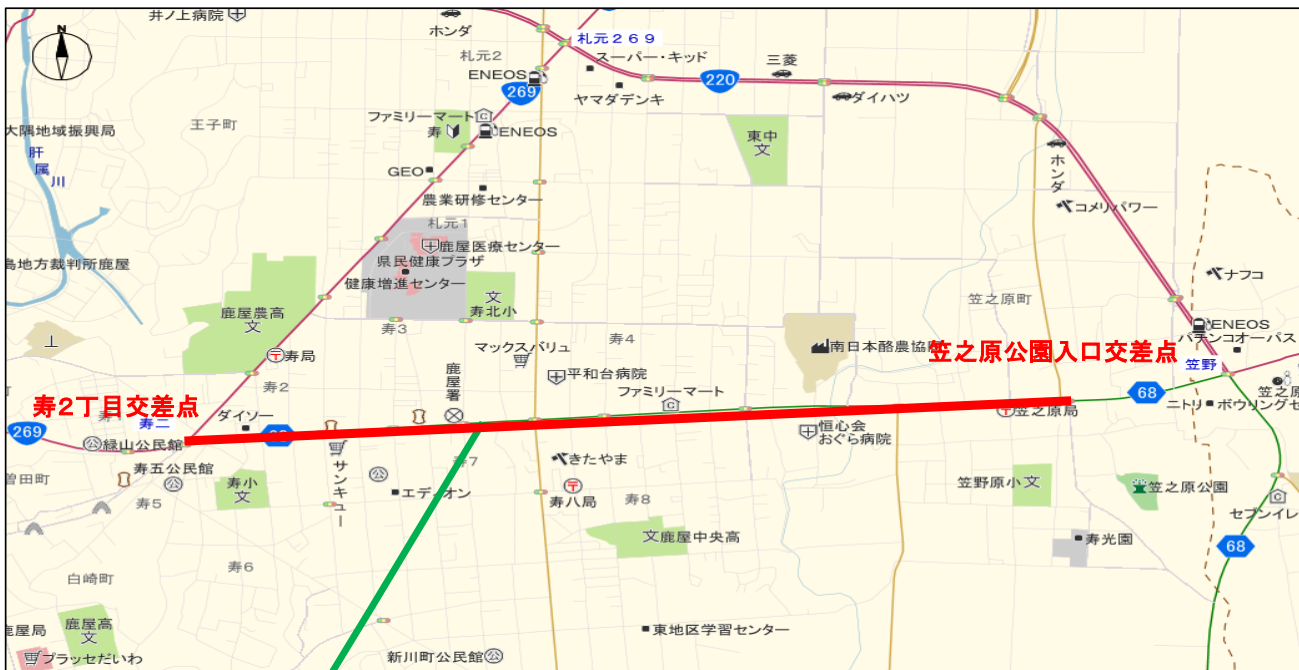 井ノ上病院
ホンダ
N
札元2
札元２６９
スーパー・キッド
ENEOS
269
ヤマダデンキ
220
三菱
ダイハツ
大隅地域振興局
王子町
ファミリーマート
寿
ENEOS
東中
文
肝属川
GEO
農業研修センター
ホンダ
コメリパワー
札元1
鹿屋医療センター
県民健康プラザ
健康増進センター
島地方裁判所鹿屋
ナフコ
文
寿北小
笠之原町
鹿屋農高
文
寿3
寿4
ENEOS
パチンコオーバス
寿局
マックスバリュ
南日本酪農協
笠之原公園入口交差点
笠野
鹿屋署
平和台病院
寿2
ファミリーマート
68
寿２丁目交差点
ダイソー
笠之原局
ニトリ
ボウリングセ
269
寿二
緑山公民館
恒心会
おぐら病院
寿五公民館
寿7
きたやま
曽田町
寿5
寿小
文
サンキュー
公
エディオン
寿八局
寿8
笠野原小
文
笠之原公園
セブンイレ
文
鹿屋中央高
寿光園
68
寿6
白崎町
鹿屋高
文
鹿屋局
プラッセだいわ
新川町公民館
東地区学習センター